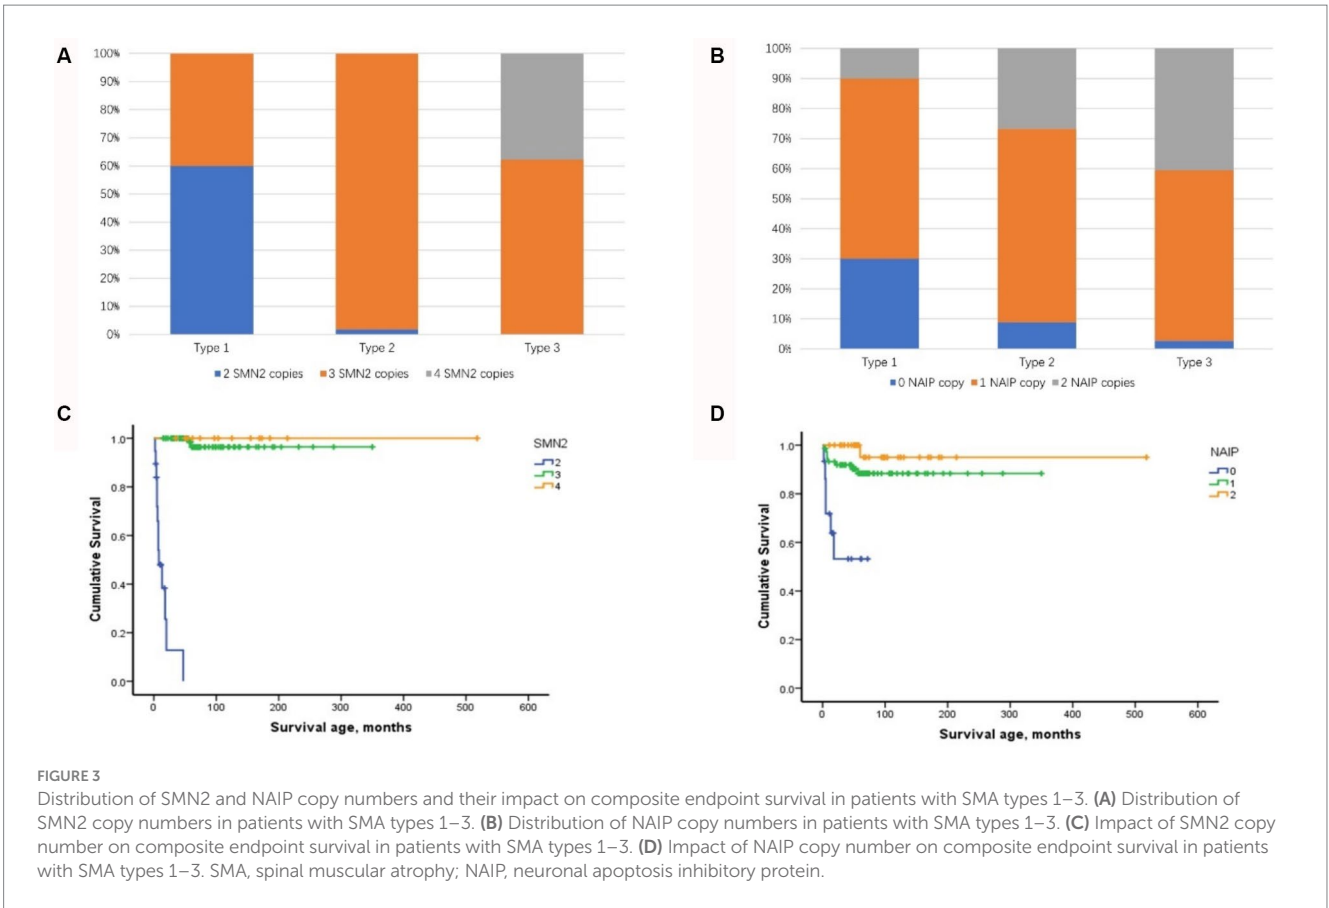 A
100%
90%
80%
70%
60%
50%
40%
30%
20%
10%
0%
Type 1 Type 2 Type 3
2 SMN2 copies 3 SMN2 copies 4 SMN2 copies
B
100%
90%
80%
70%
60%
50%
40%
30%
20%
10%
0%
Type 1 Type 2 Type 3
0 NAIP copy 1 NAIP copy 2 NAIP copies
C
Cumulative Survival
1.0
0.8
0.6
0.4
0.2
0.0
0 100 200 300 400 500 600
Survival age, months
SMN2
2
3
4
D
Cumulative Survival
1.0
0.8
0.6
0.4
0.2
0.0
0 100 200 300 400 500 600
Survival age, months
NAIP
0
1
2
FIGURE 3
Distribution of SMN2 and NAIP copy numbers and their impact on composite endpoint survival in patients with SMA types 1–3. (A) Distribution of
SMN2 copy numbers in patients with SMA types 1–3. (B) Distribution of NAIP copy numbers in patients with SMA types 1–3. (C) Impact of SMN2 copy
number on composite endpoint survival in patients with SMA types 1–3. (D) Impact of NAIP copy number on composite endpoint survival in patients
with SMA types 1–3. SMA, spinal muscular atrophy; NAIP, neuronal apoptosis inhibitory protein.